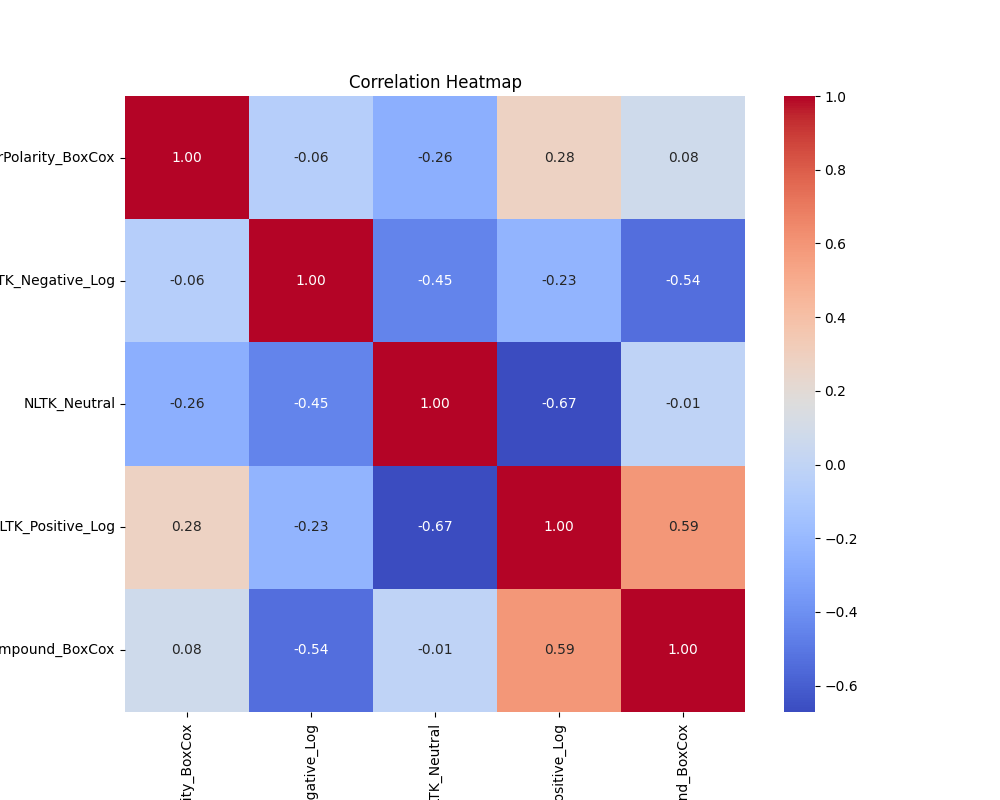 Correlation Heatmap
rPolarity_BoxCox 1.00 -0.06 -0.26 0.28 0.08
TK_Negative_Log -0.06 1.00 -0.45 -0.23 -0.54
NLTK_Neutral -0.26 -0.45 1.00 -0.67 -0.01
LTK_Positive_Log 0.28 -0.23 -0.67 1.00 0.59
mpound_BoxCox 0.08 -0.54 -0.01 0.59 1.00
ity_BoxCox
gative_Log
LTK_Neutral
ositive_Log
nd_BoxCox
1.0
0.8
0.6
0.4
0.2
0.0
−0.2
−0.4
−0.6